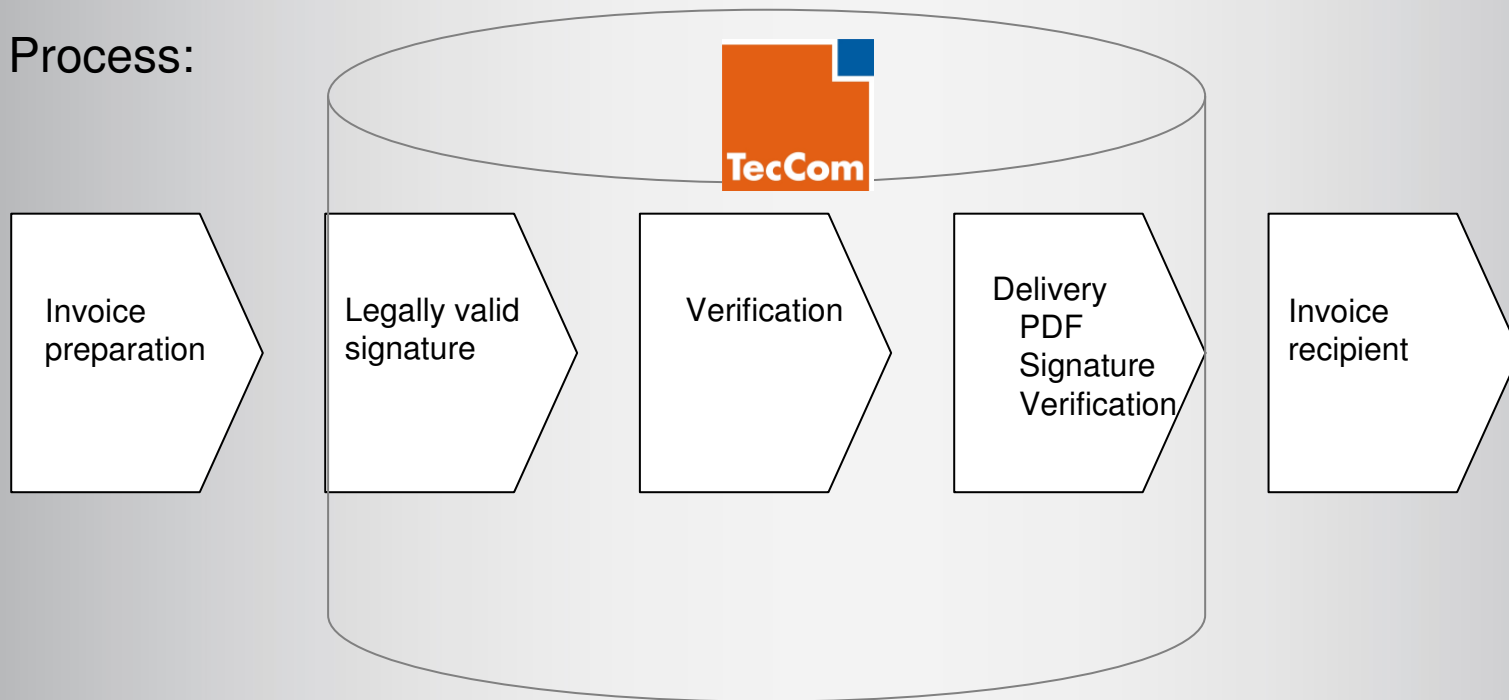 Process:
TecCom
Invoice
preparation
Legally valid
signature
Verification
Delivery
PDF
Signature
Verification
Invoice
recipient